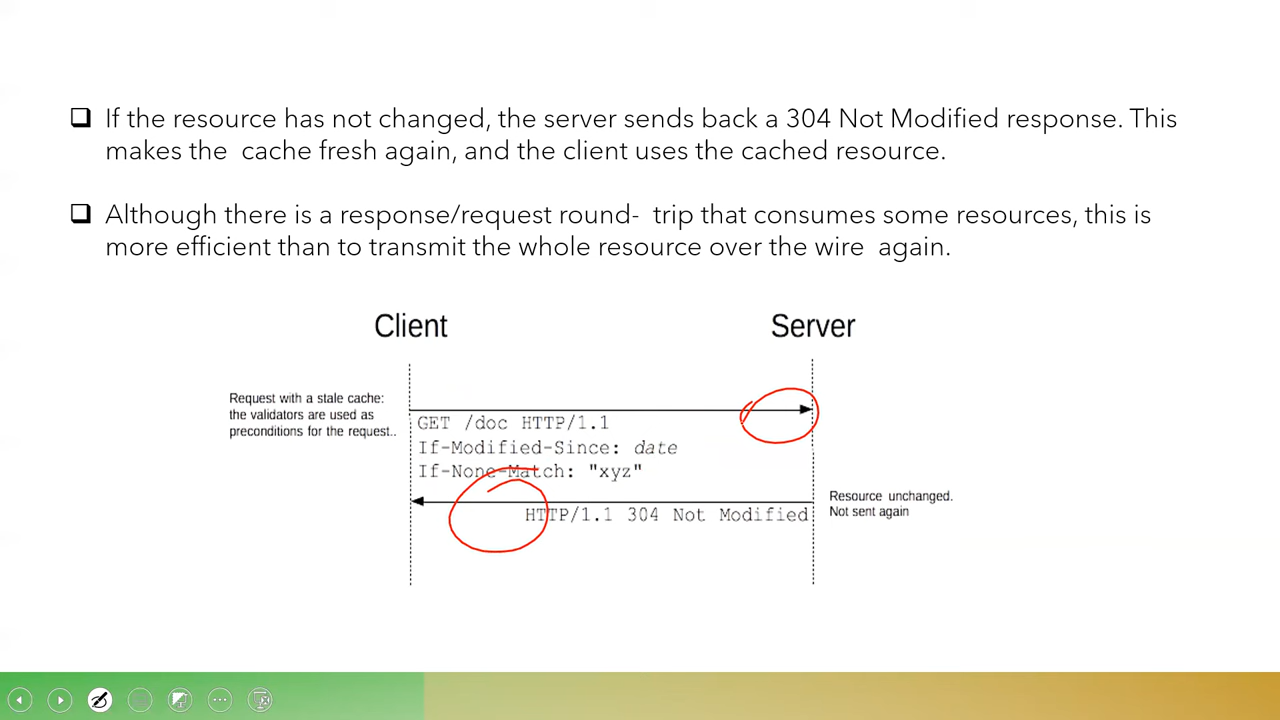 If the resource has not changed, the server sends back a 304 Not Modified response. This
makes the cache fresh again, and the client uses the cached resource.
Although there is a response/request round- trip that consumes some resources, this is
more efficient than to transmit the whole resource over the wire again.
Client
Server
Request with a stale cache:
the validators are used as
preconditions for the request..
GET /doc HTTP/1.1
If-Modified-Since: date
If-None-Match: "xyz"
Resource unchanged.
Not sent again
HTTP/1.1 304 Not Modified